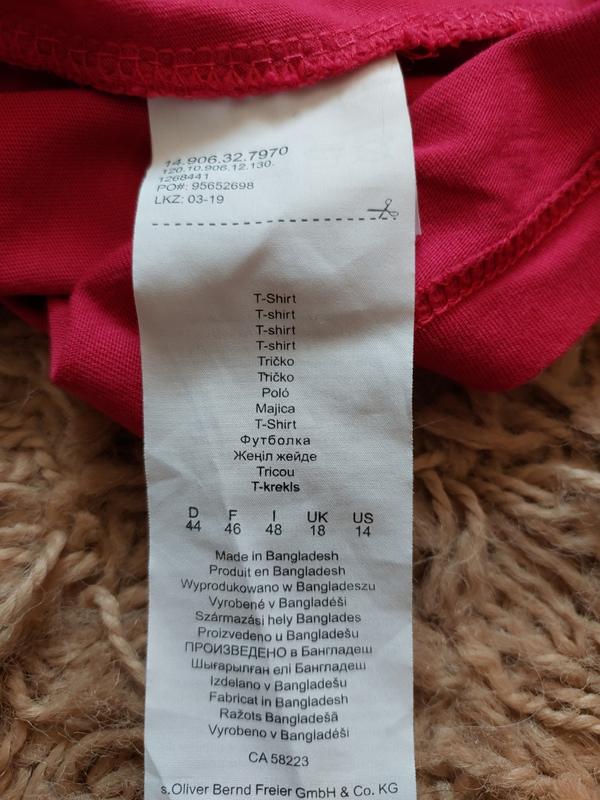 14.906.32.7970
120.10.906.12.130-
1268441
PO#: 95652698
LKZ: 03-19
T-Shirt
T-shirt
T-shirt
T-shirt
Tričko
Tričko
Poló
Majica
T-Shirt
Футболка
Жеңіл жейде
Tricou
T-krekls
D F I UK US
44 46 48 18 14
Made in Bangladesh
Produit en Bangladesh
Wyprodukowano w Bangladeszu
Vyrobené v Bangladéši
Származási hely Banglades
Proizvedeno u Bangladešu
ПРОИЗВЕДЕНО в Бангладеш
Шығарылған елі Бангладеш
Izdelano v Bangladešu
Fabricat in Bangladesh
Ražots Bangladešā
Vyrobeno v Bangladéši
CA 58223
s.Oliver Bernd Freier GmbH & Co. KG